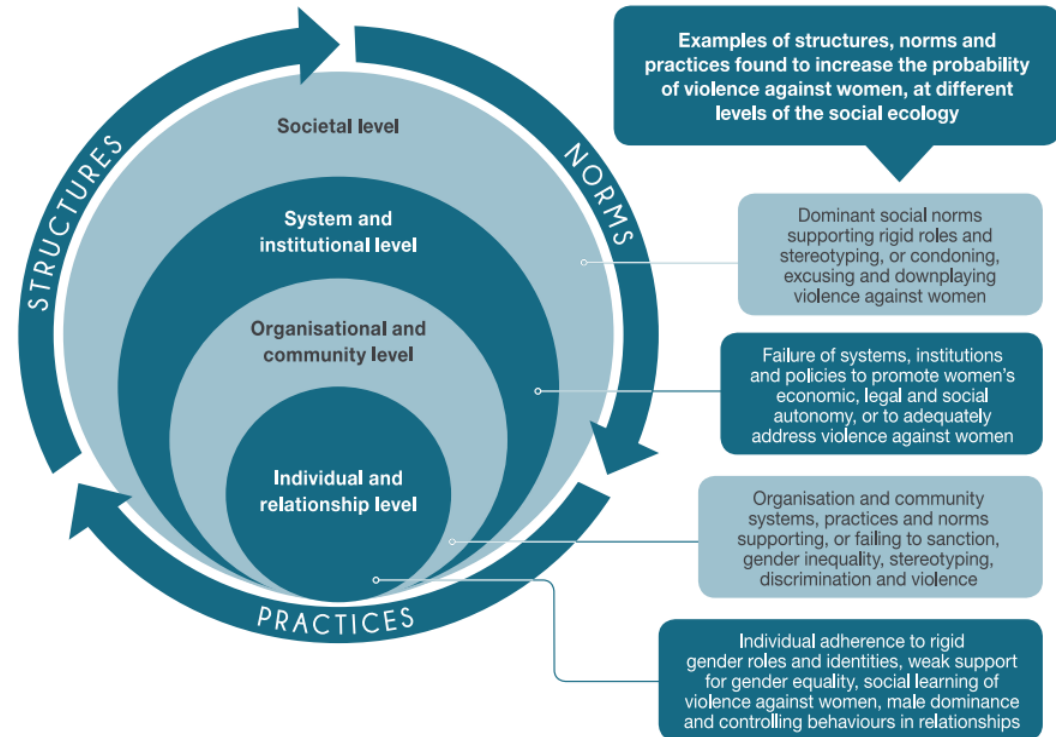 Examples of structures, norms and
practices found to increase the probability
of violence against women, at different
levels of the social ecology
STRUCTURES
NORMS
PRACTICES
Societal level
System and
institutional level
Organisational and
community level
Individual and
relationship level
Dominant social norms
supporting rigid roles and
stereotyping, or condoning,
excusing and downplaying
violence against women
Failure of systems, institutions
and policies to promote women's
economic, legal and social
autonomy, or to adequately
address violence against women
Organisation and community
systems, practices and norms
supporting, or failing to sanction,
gender inequality, stereotyping,
discrimination and violence
Individual adherence to rigid
gender roles and identities, weak support
for gender equality, social learning of
violence against women, male dominance
and controlling behaviours in relationships